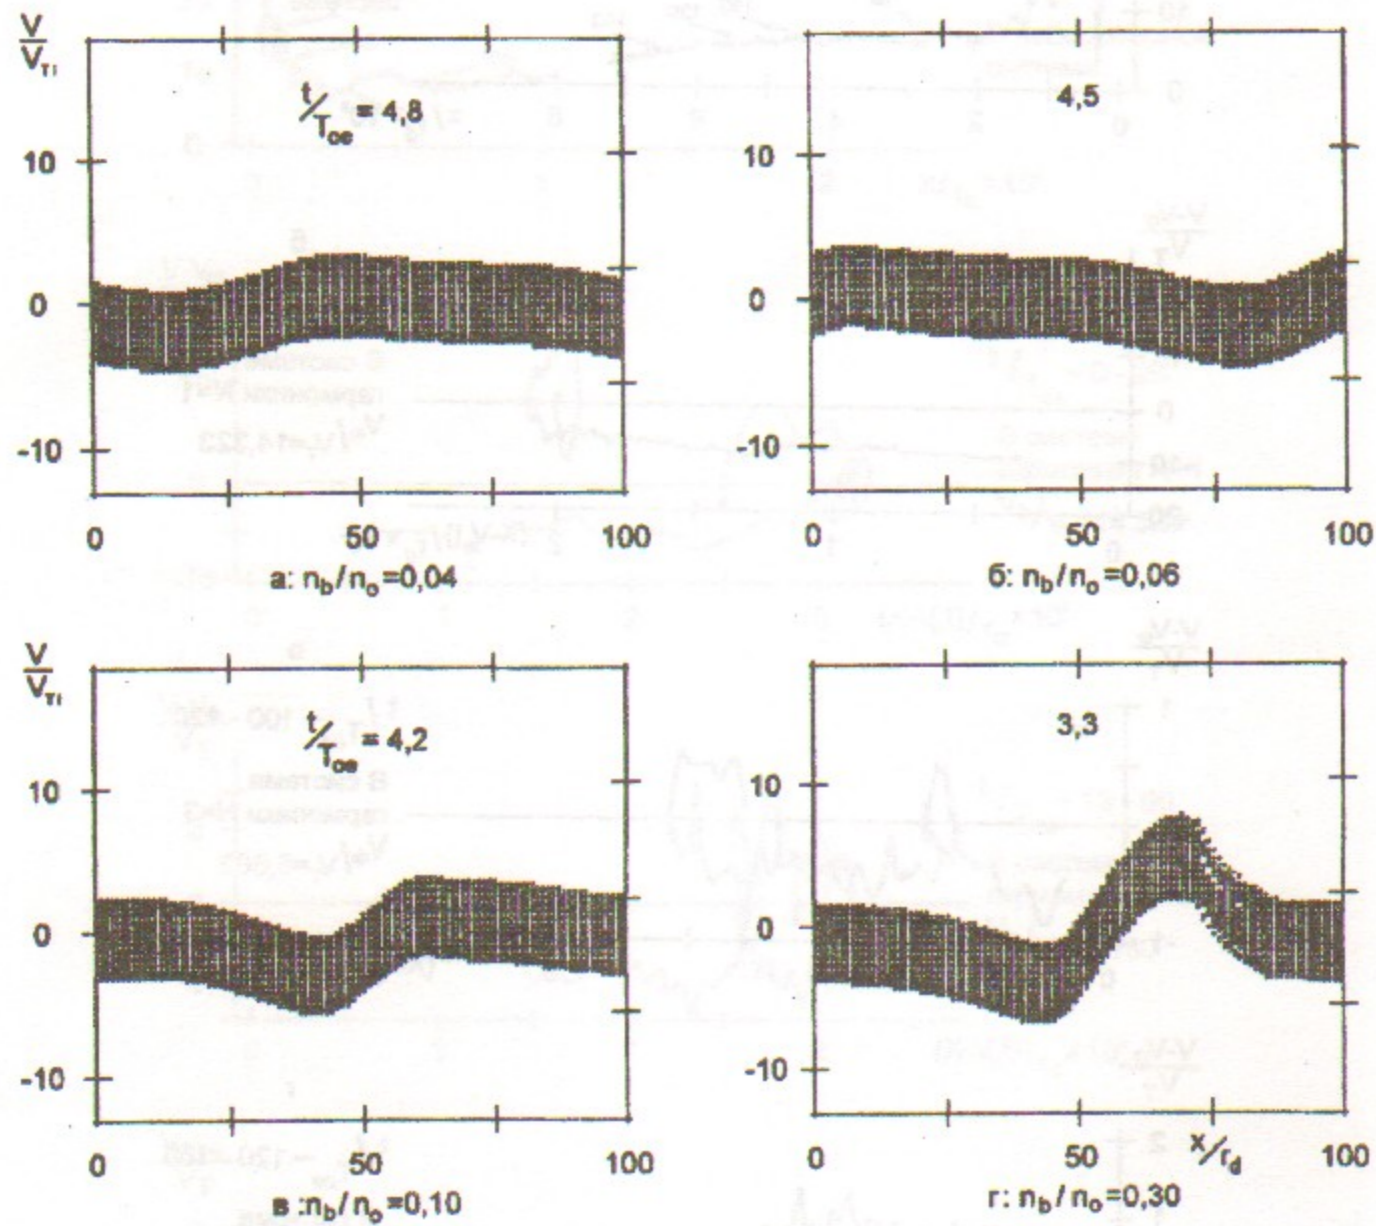 V
V_Ti
t/T_oe = 4,8
10
0
-10
0 50 100
а: n_b/n_o=0,04
4,5
10
0
-10
0 50 100
б: n_b/n_o=0,06
V
V_Ti
t/T_oe = 4,2
10
0
-10
0 50 100
в :n_b/n_o=0,10
3,3
10
0
-10
0 50 x/r_d 100
г: n_b/n_o=0,30